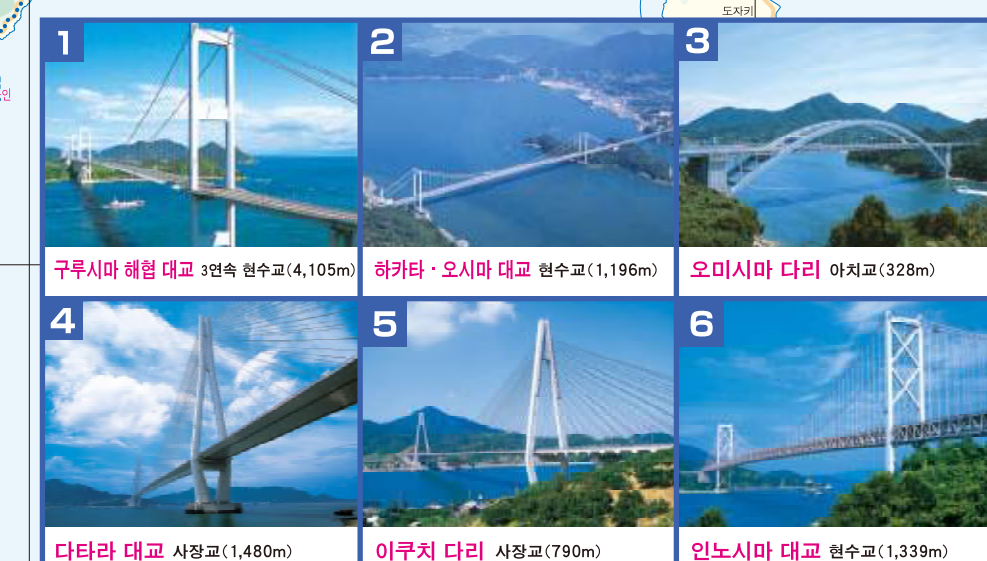 도자키
인
1
2
3
구루시마 해협 대교 3연속 현수교(4,105m)
하카타·오시마 대교 현수교(1,196m)
오미시마 다리 아치교(328m)
4
5
6
다타라 대교 사장교(1,480m)
이쿠치 다리 사장교(790m)
인노시마 대교 현수교(1,339m)